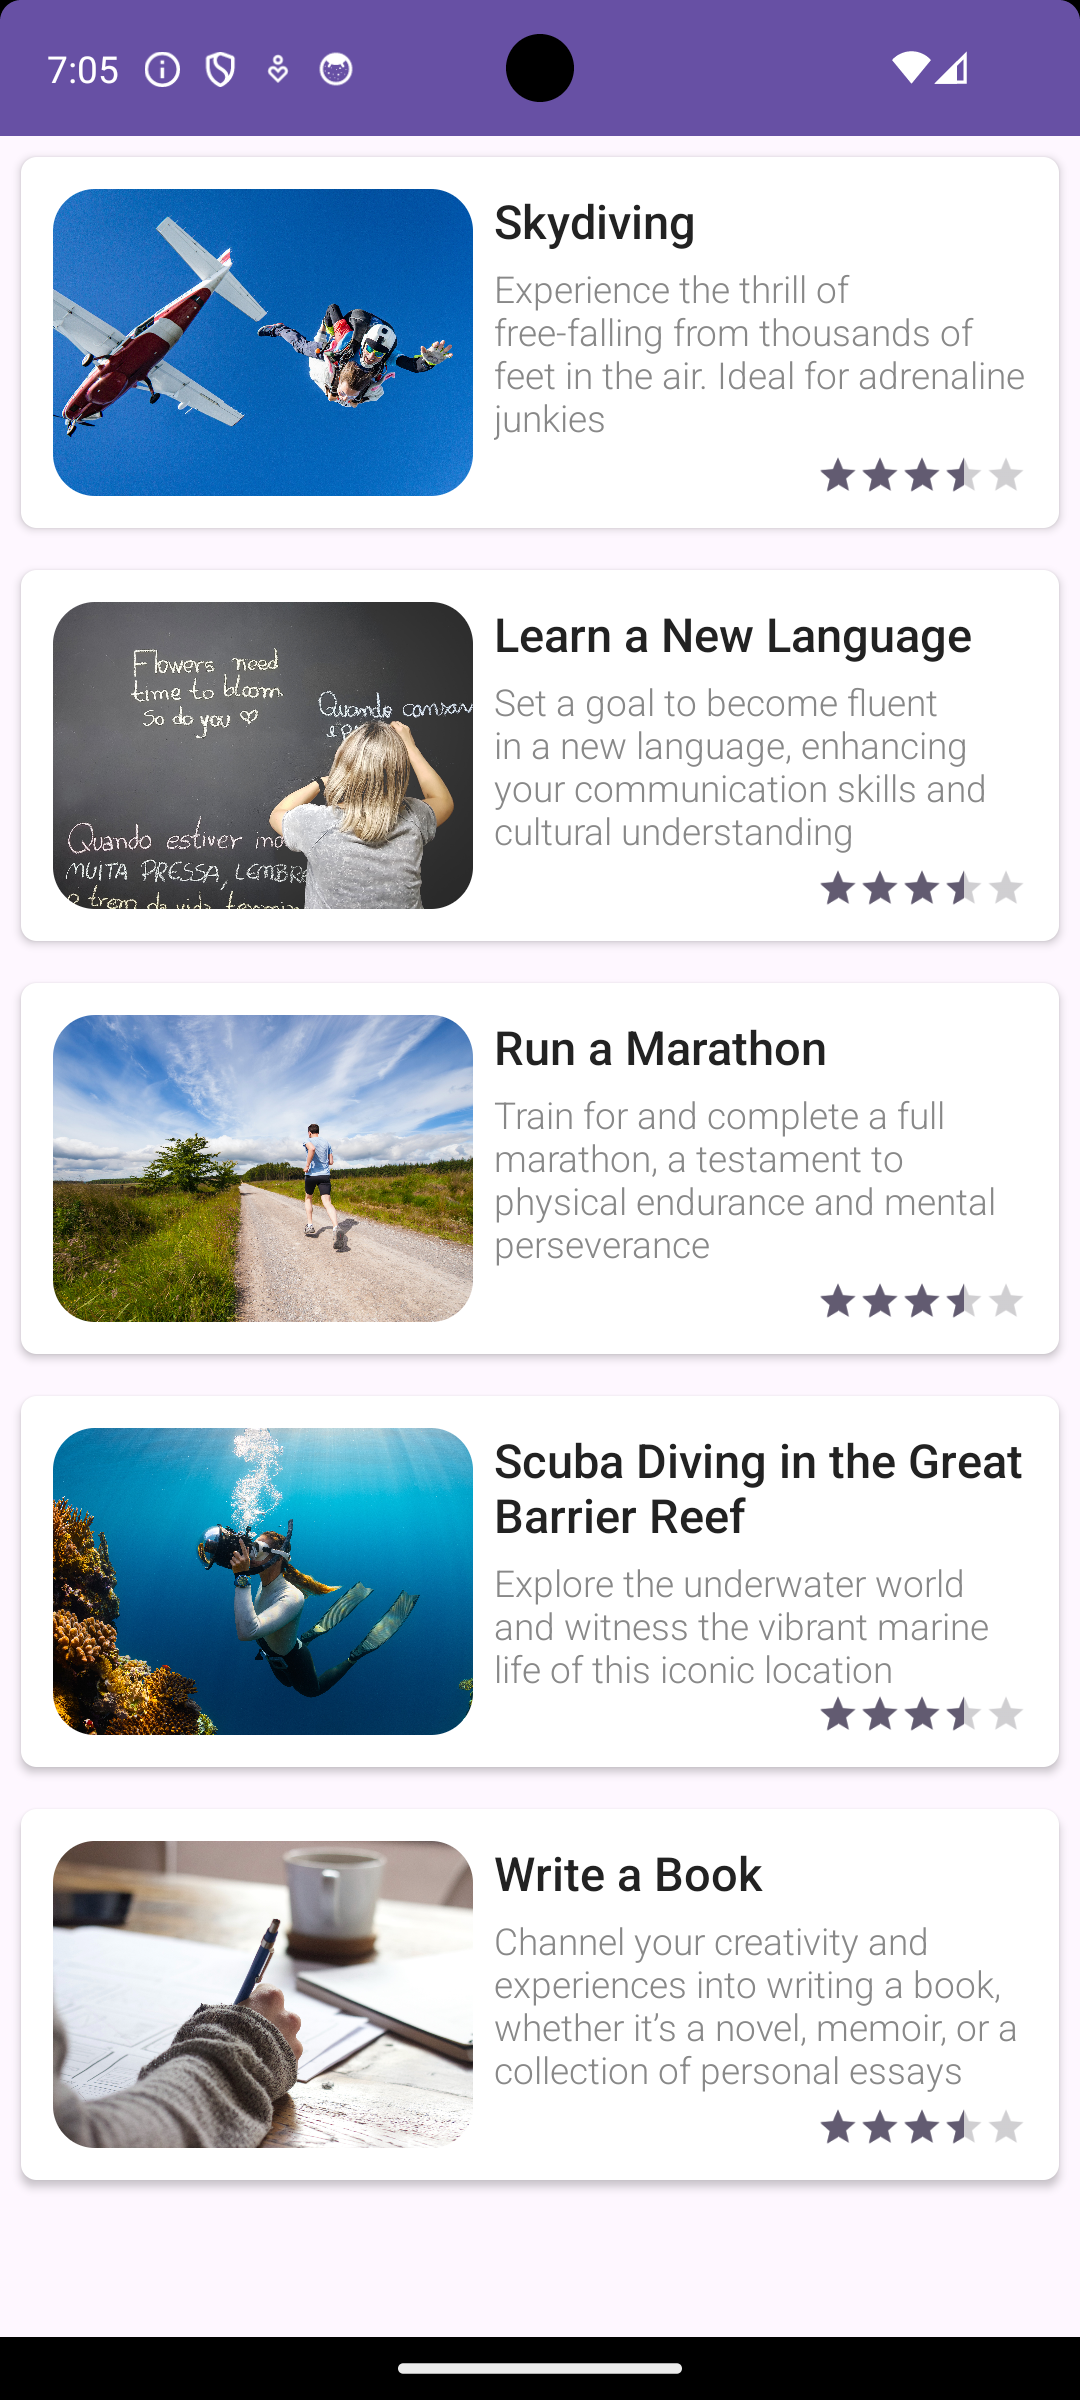 7:05
Skydiving
Experience the thrill of
free-falling from thousands of
feet in the air. Ideal for adrenaline
junkies
Flowers need
time to bloom
So do you ♡
Quando
Quando estiver
MUITA PRESSA,
Learn a New Language
Set a goal to become fluent
in a new language, enhancing
your communication skills and
cultural understanding
Run a Marathon
Train for and complete a full
marathon, a testament to
physical endurance and mental
perseverance
Scuba Diving in the Great
Barrier Reef
Explore the underwater world
and witness the vibrant marine
life of this iconic location
Write a Book
Channel your creativity and
experiences into writing a book,
whether it’s a novel, memoir, or a
collection of personal essays